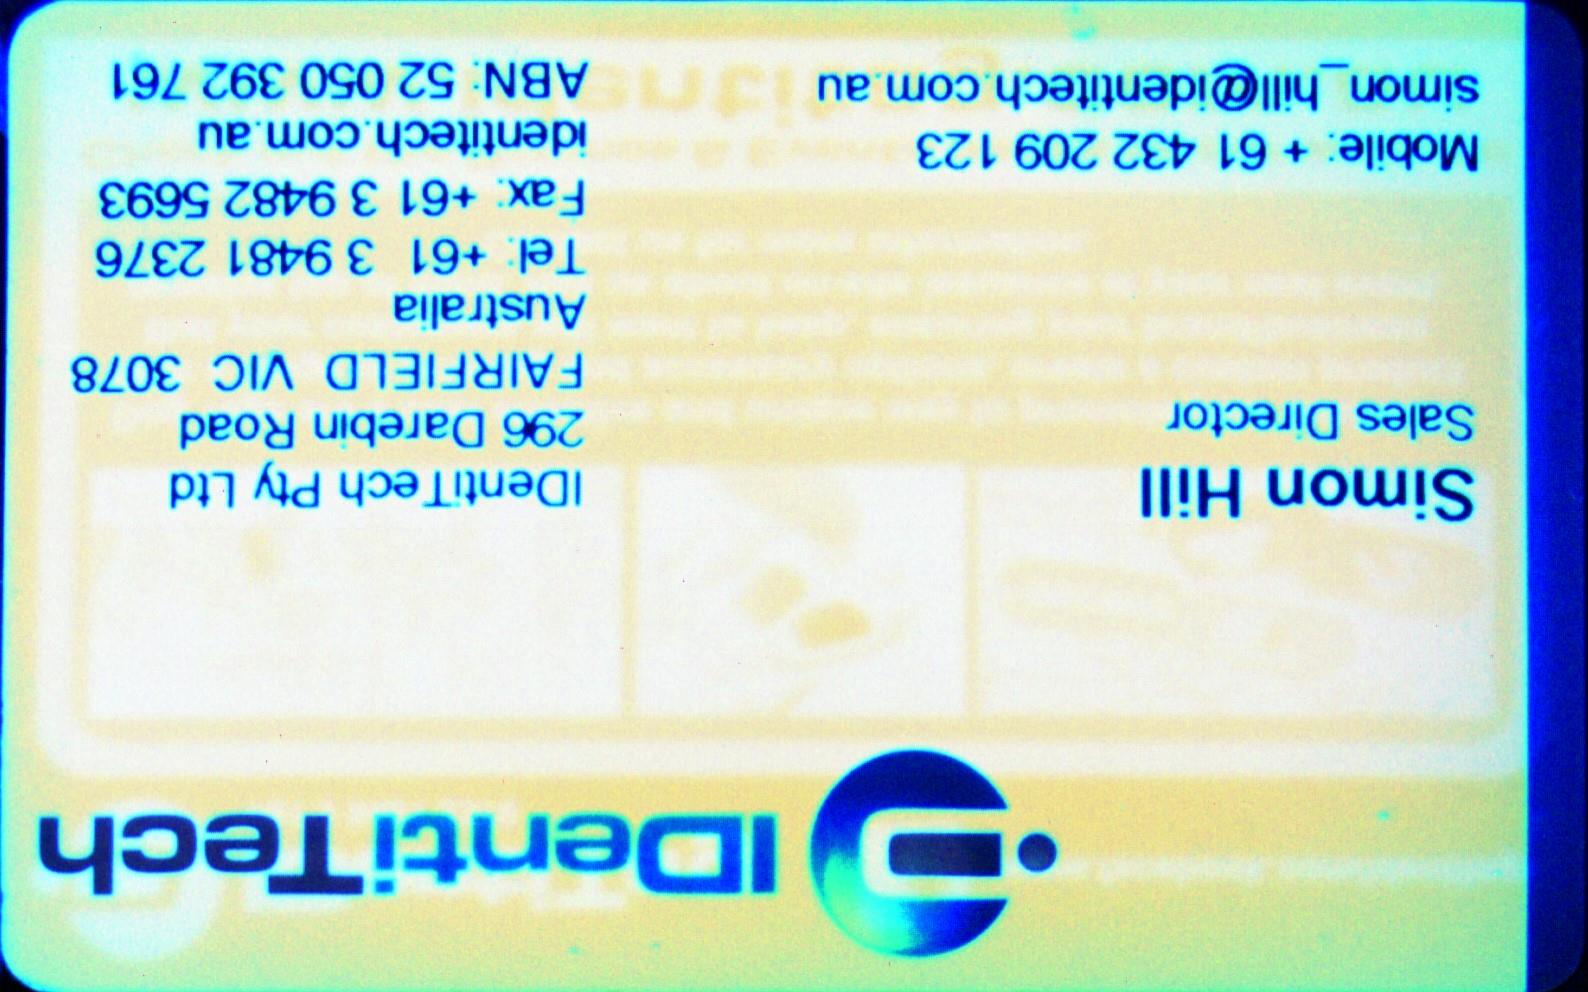 IDentiTech
Simon Hill
Sales Director
Mobile: + 61 432 209 123
simon_hill@identitech.com.au
IDentiTech Pty Ltd
296 Darebin Road
FAIRFIELD VIC 3078
Australia
Tel: +61 3 9481 2376
Fax: +61 3 9482 5693
identitech.com.au
ABN: 52 050 392 761